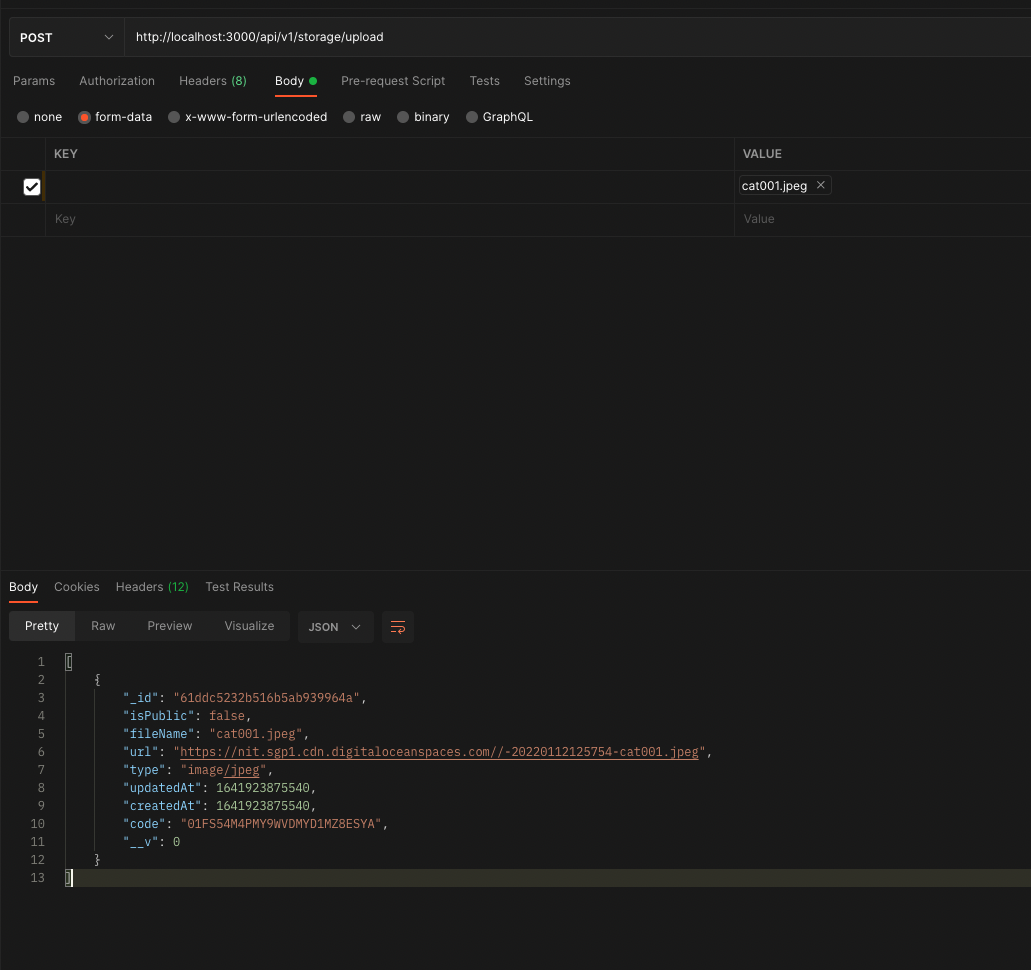 POST http://localhost:3000/api/v1/storage/upload
Params Authorization Headers (8) Body Pre-request Script Tests Settings
none form-data x-www-form-urlencoded raw binary GraphQL
KEY VALUE
cat001.jpeg
Key Value
Body Cookies Headers (12) Test Results
Pretty Raw Preview Visualize JSON
1 [
2 {
3 "_id": "61ddc5232b516b5ab939964a",
4 "isPublic": false,
5 "fileName": "cat001.jpeg",
6 "url": "https://nit.sgp1.cdn.digitaloceanspaces.com//-20220112125754-cat001.jpeg",
7 "type": "image/jpeg",
8 "updatedAt": 1641923875540,
9 "createdAt": 1641923875540,
10 "code": "01FS54M4PMY9WVDMYD1MZ8ESYA",
11 "__v": 0
12 }
13 ]